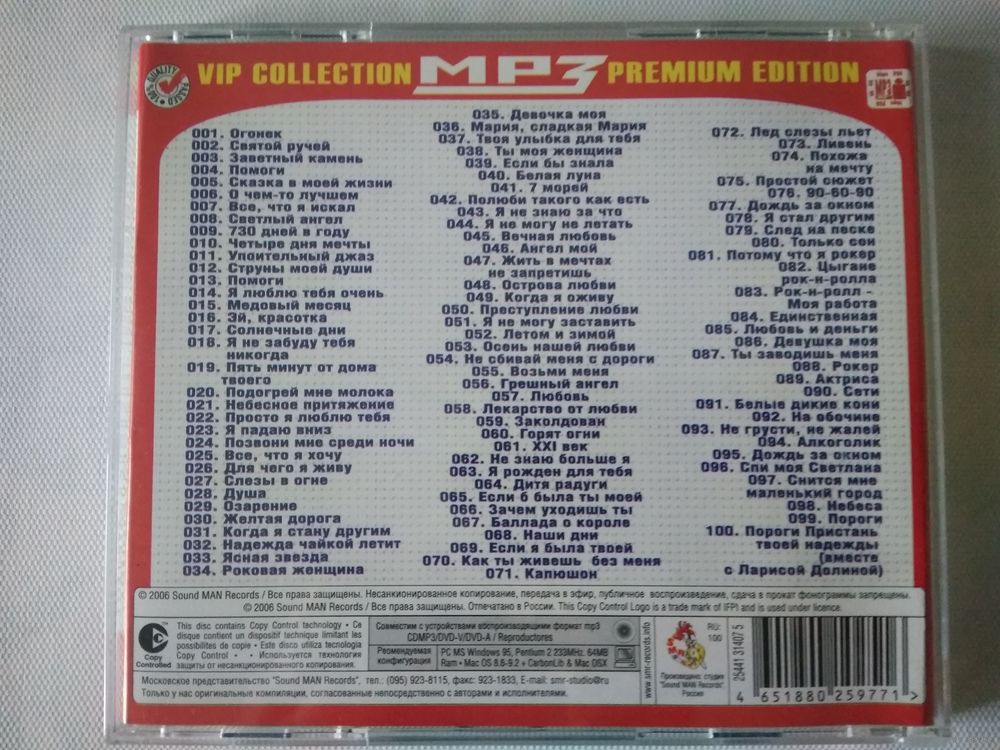 VIP COLLECTION MP3 PREMIUM EDITION
100% QUALITY PASSED
001. Огонек
002. Святой ручей
003. Заветный камень
004. Помоги
005. Сказка в моей жизни
006. О чем-то лучшем
007. Все, что я искал
008. Светлый ангел
009. 730 дней в году
010. Четыре дня мечты
011. Упоительный джаз
012. Струны моей души
013. Помоги
014. Я люблю тебя очень
015. Медовый месяц
016. Эй, красотка
017. Солнечные дни
018. Я не забуду тебя
никогда
019. Пять минут от дома
твоего
020. Подогрей мне молока
021. Небесное притяжение
022. Просто я люблю тебя
023. Я падаю вниз
024. Позвони мне среди ночи
025. Все, что я хочу
026. Для чего я живу
027. Слезы в огне
028. Душа
029. Озарение
030. Желтая дорога
031. Когда я стану другим
032. Надежда чайкой летит
033. Ясная звезда
034. Роковая женщина
035. Девочка моя
036. Мария, сладкая Мария
037. Твоя улыбка для тебя
038. Ты моя женщина
039. Если бы знала
040. Белая луна
041. 7 морей
042. Полюби такого как есть
043. Я не знаю за что
044. Я не могу не летать
045. Вечная любовь
046. Ангел мой
047. Жить в мечтах
не запретишь
048. Острова любви
049. Когда я оживу
050. Преступление любви
051. Я не могу заставить
052. Летом и зимой
053. Осень нашей любви
054. Не сбивай меня с дороги
055. Возьми меня
056. Грешный ангел
057. Любовь
058. Лекарство от любви
059. Заколдован
060. Горят огни
061. XXI век
062. Не знаю больше я
063. Я рожден для тебя
064. Дитя радуги
065. Если б была ты моей
066. Зачем уходишь ты
067. Баллада о короле
068. Наши дни
069. Если я была твоей
070. Как ты живешь без меня
071. Капюшон
072. Лед слезы льет
073. Ливень
074. Похожа
на мечту
075. Простой сюжет
076. 90-60-90
077. Дождь за окном
078. Я стал другим
079. След на песке
080. Только сон
081. Потому что я рокер
082. Цыгане
рок-н-ролла
083. Рок-н-ролл -
Моя работа
084. Единственная
085. Любовь и деньги
086. Девушка моя
087. Ты заводишь меня
088. Рокер
089. Актриса
090. Сети
091. Белые дикие кони
092. На обочине
093. Не грусти, не жалей
094. Алкоголик
095. Дождь за окном
096. Спи моя Светлана
097. Снится мне
маленький город
098. Небеса
099. Пороги
100. Пороги Пристань
твоей надежды
(вместе
с Ларисой Долиной)
© 2006 Sound MAN Records / Все права защищены. Несанкционированное копирование, передача в эфир, публичное воспроизведение, сдача в прокат фонограммы запрещены.
© 2006 Sound MAN Records / Все права защищены. Отпечатано в России. This Copy Control Logo is a trade mark of IFPI and is used under licence.
Copy
Controlled
This disc contains Copy Control technology • Ce
disque contient un dispositif technique limitant les
possibilites de copie • Este disco utiliza tecnologia
Copy Control • Используется технология
защиты от несанкционированного копирования.
Совместим с устройствами воспроизводящими формат mp3
CDMP3/DVD-V/DVD-A / Reproductores
Рекомендуемая
конфигурация
PC MS Windows 95, Pentium 2 233MHz, 64MB
Ram • Mac OS 8.6-9.2 + CarbonLib & Mac OSX
Московское представительство "Sound MAN Records", тел.: (095) 923-8115, факс: 923-1833, E-mail: smr-studio@ru
Только у нас оригинальные компиляции, согласованные непосредственно с авторами и исполнителями.
www.smr-records.info
RU:
100
Произведено: студия
"Sound MAN Records",
Россия
25441 31407 5
4 651880 259771 >